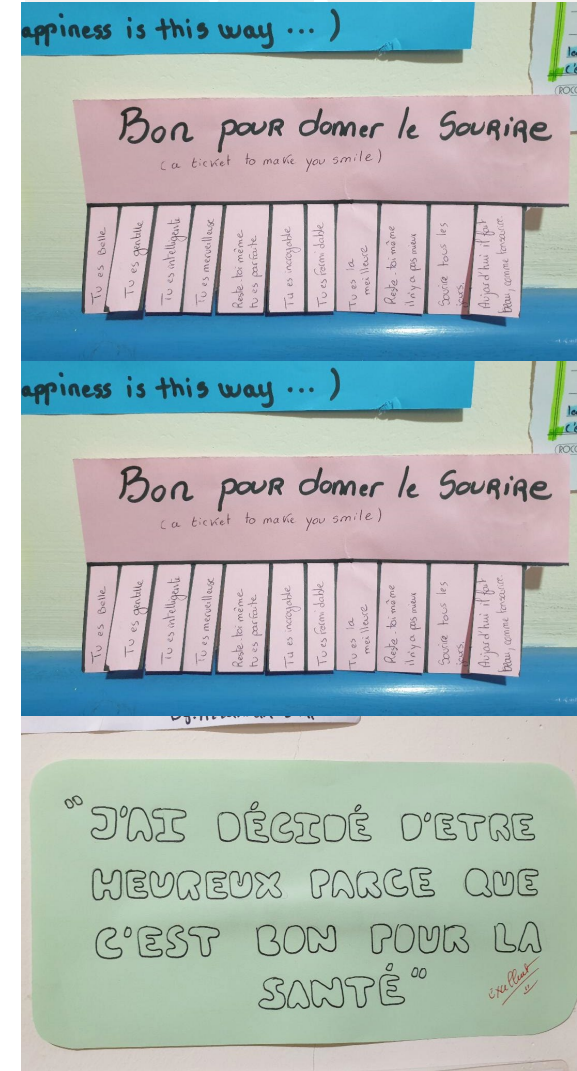 appiness is this way ... )
Bon pour donner le Sourire
(a ticket to make you smile)
Tu es Belle
Tu es gentille
Tu es intelligente
Tu es merveilleuse
Reste toi même
tu es parfaite
Tu es incroyable
Tu es formidable
Tu es la
meilleure
Reste toi même
il n'y a pas mieux
Sourire tous les
jours
Aujourd'hui il fait
beau, comme ton sourire
appiness is this way ... )
Bon pour donner le Sourire
(a ticket to make you smile)
Tu es Belle
Tu es gentille
Tu es intelligente
Tu es merveilleuse
Reste toi même
tu es parfaite
Tu es incroyable
Tu es formidable
Tu es la
meilleure
Reste toi même
il n'y a pas mieux
Sourire tous les
jours
Aujourd'hui il fait
beau, comme ton sourire
"J'AI DÉCIDÉ D'ETRE
HEUREUX PARCE QUE
C'EST BON POUR LA
SANTÉ"
excellent